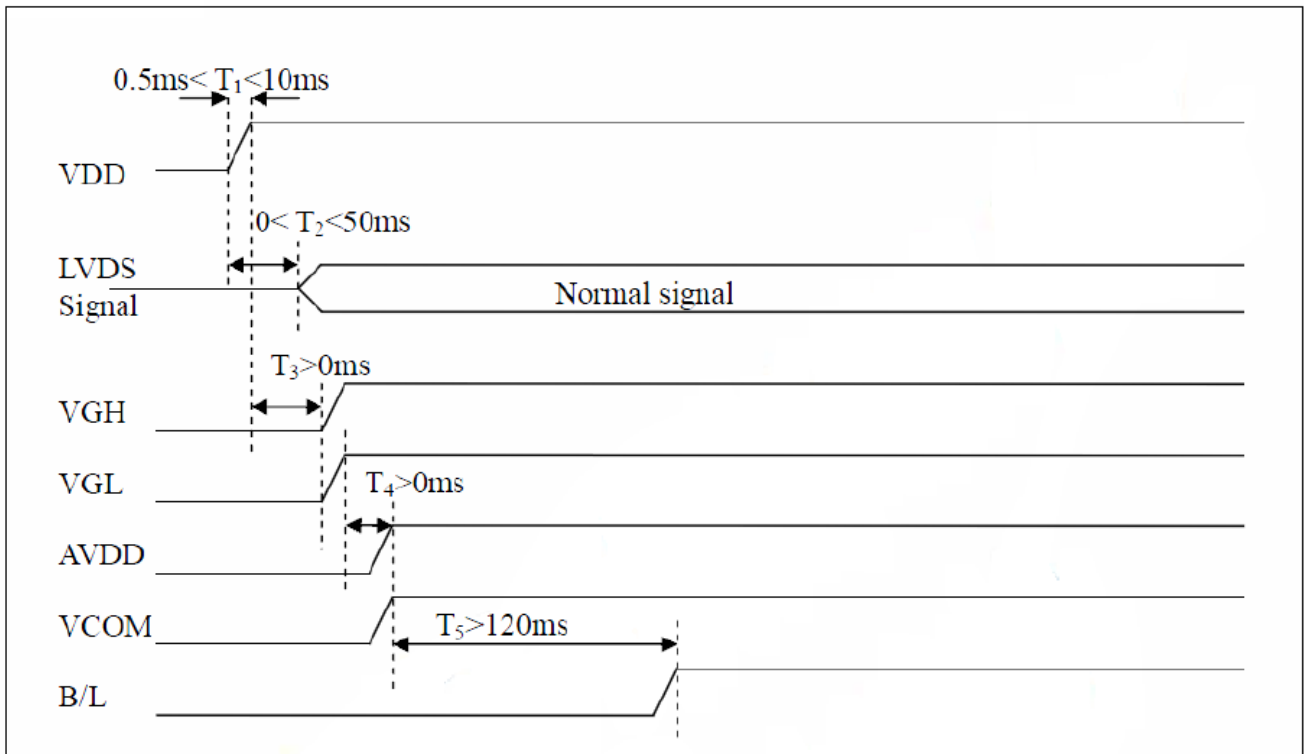 0.5ms< T₁<10ms
VDD
0< T₂<50ms
LVDS
Signal
Normal signal
T₃>0ms
VGH
VGL
T₄>0ms
AVDD
VCOM
T₅>120ms
B/L